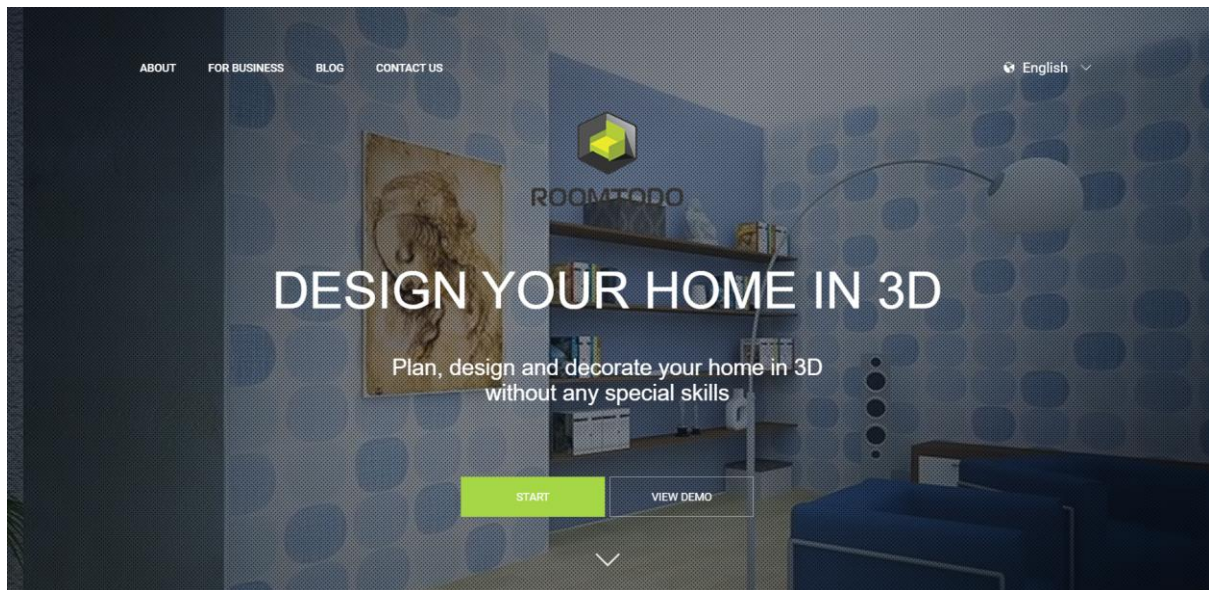 ABOUT
FOR BUSINESS
BLOG
CONTACT US
English
ROOMTODO
DESIGN YOUR HOME IN 3D
Plan, design and decorate your home in 3D
without any special skills
START
VIEW DEMO